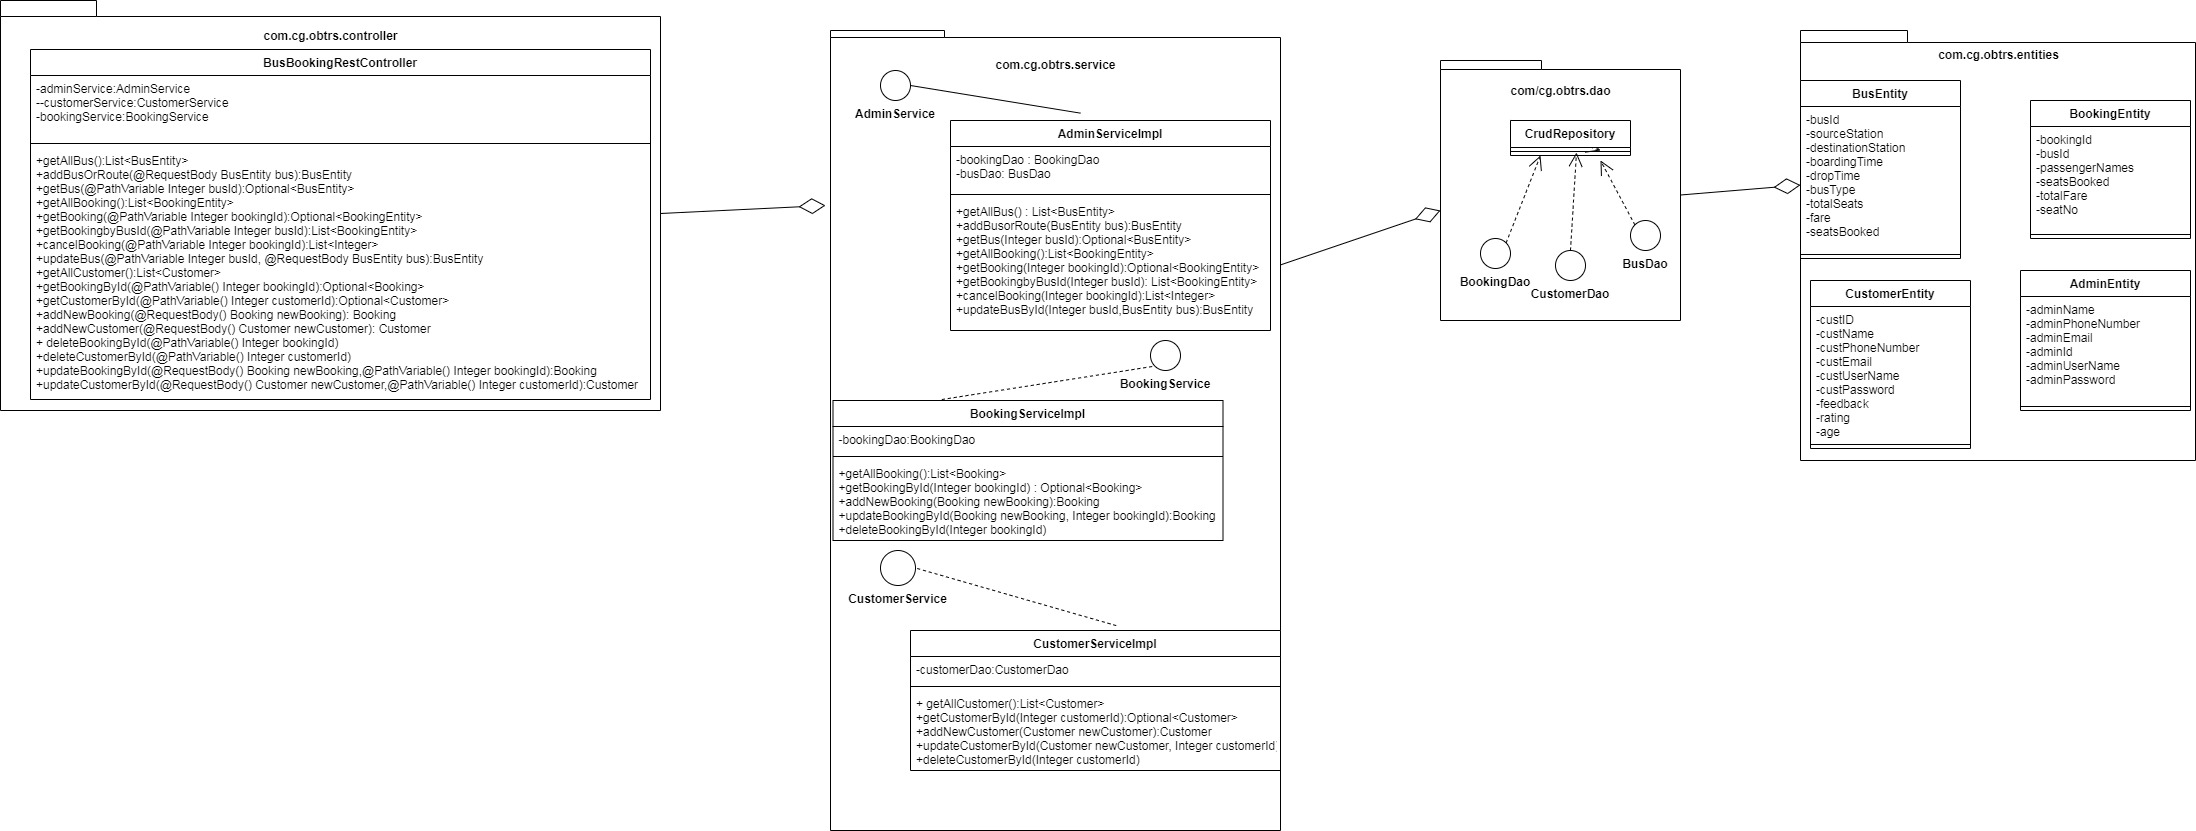 com.cg.obtrs.controller
BusBookingRestController
-adminService:AdminService
--customerService:CustomerService
-bookingService:BookingService
+getAllBus():List<BusEntity>
+addBusOrRoute(@RequestBody BusEntity bus):BusEntity
+getBus(@PathVariable Integer busId):Optional<BusEntity>
+getAllBooking():List<BookingEntity>
+getBooking(@PathVariable Integer bookingId):Optional<BookingEntity>
+getBookingbyBusId(@PathVariable Integer busId):List<BookingEntity>
+cancelBooking(@PathVariable Integer bookingId):List<Integer>
+updateBus(@PathVariable Integer busId, @RequestBody BusEntity bus):BusEntity
+getAllCustomer():List<Customer>
+getBookingById(@PathVariable() Integer bookingId):Optional<Booking>
+getCustomerById(@PathVariable() Integer customerId):Optional<Customer>
+addNewBooking(@RequestBody() Booking newBooking): Booking
+addNewCustomer(@RequestBody() Customer newCustomer): Customer
+ deleteBookingById(@PathVariable() Integer bookingId)
+deleteCustomerById(@PathVariable() Integer customerId)
+updateBookingById(@RequestBody() Booking newBooking,@PathVariable() Integer bookingId):Booking
+updateCustomerById(@RequestBody() Customer newCustomer,@PathVariable() Integer customerId):Customer
com.cg.obtrs.service
AdminService
AdminServiceImpl
-bookingDao : BookingDao
-busDao: BusDao
+getAllBus() : List<BusEntity>
+addBusorRoute(BusEntity bus):BusEntity
+getBus(Integer busId):Optional<BusEntity>
+getAllBooking():List<BookingEntity>
+getBooking(Integer bookingId):Optional<BookingEntity>
+getBookingbyBusId(Integer busId): List<BookingEntity>
+cancelBooking(Integer bookingId):List<Integer>
+updateBusById(Integer busId,BusEntity bus):BusEntity
BookingService
BookingServiceImpl
-bookingDao:BookingDao
+getAllBooking():List<Booking>
+getBookingById(Integer bookingId) : Optional<Booking>
+addNewBooking(Booking newBooking):Booking
+updateBookingById(Booking newBooking, Integer bookingId):Booking
+deleteBookingById(Integer bookingId)
CustomerService
CustomerServiceImpl
-customerDao:CustomerDao
+ getAllCustomer():List<Customer>
+getCustomerById(Integer customerId):Optional<Customer>
+addNewCustomer(Customer newCustomer):Customer
+updateCustomerById(Customer newCustomer, Integer customerId)
+deleteCustomerById(Integer customerId)
com/cg.obtrs.dao
CrudRepository
BookingDao
CustomerDao
BusDao
com.cg.obtrs.entities
BusEntity
-busId
-sourceStation
-destinationStation
-boardingTime
-dropTime
-busType
-totalSeats
-fare
-seatsBooked
BookingEntity
-bookingId
-busId
-passengerNames
-seatsBooked
-totalFare
-seatNo
CustomerEntity
-custID
-custName
-custPhoneNumber
-custEmail
-custUserName
-custPassword
-feedback
-rating
-age
AdminEntity
-adminName
-adminPhoneNumber
-adminEmail
-adminId
-adminUserName
-adminPassword